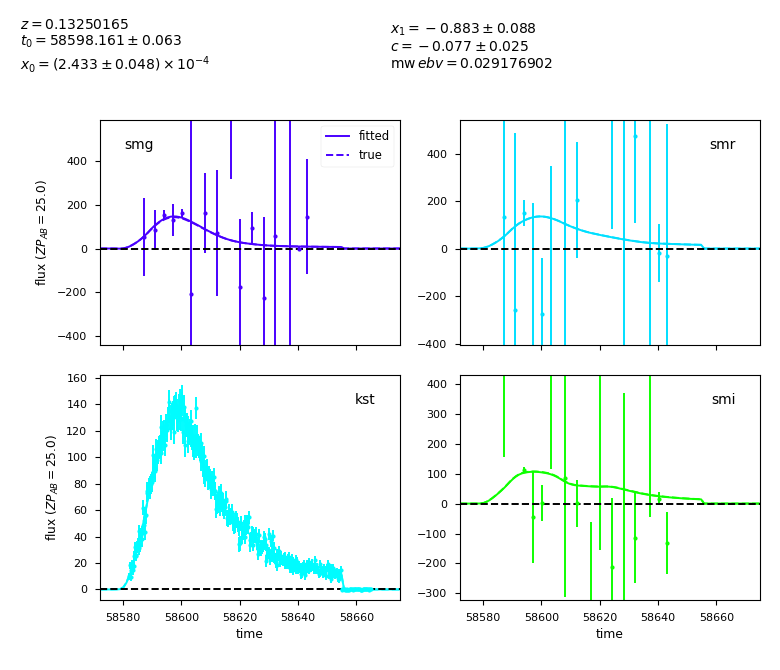 z = 0.13250165
t₀ = 58598.161 ± 0.063
x₀ = (2.433 ± 0.048) × 10⁻⁴
x₁ = −0.883 ± 0.088
c = −0.077 ± 0.025
mw ebv = 0.029176902
smg
fitted
true
400
200
0
−200
−400
flux (ZP_AB = 25.0)
smr
400
200
0
−200
−400
kst
160
140
120
100
80
60
40
20
0
flux (ZP_AB = 25.0)
58580 58600 58620 58640 58660
time
smi
400
300
200
100
0
−100
−200
−300
58580 58600 58620 58640 58660
time